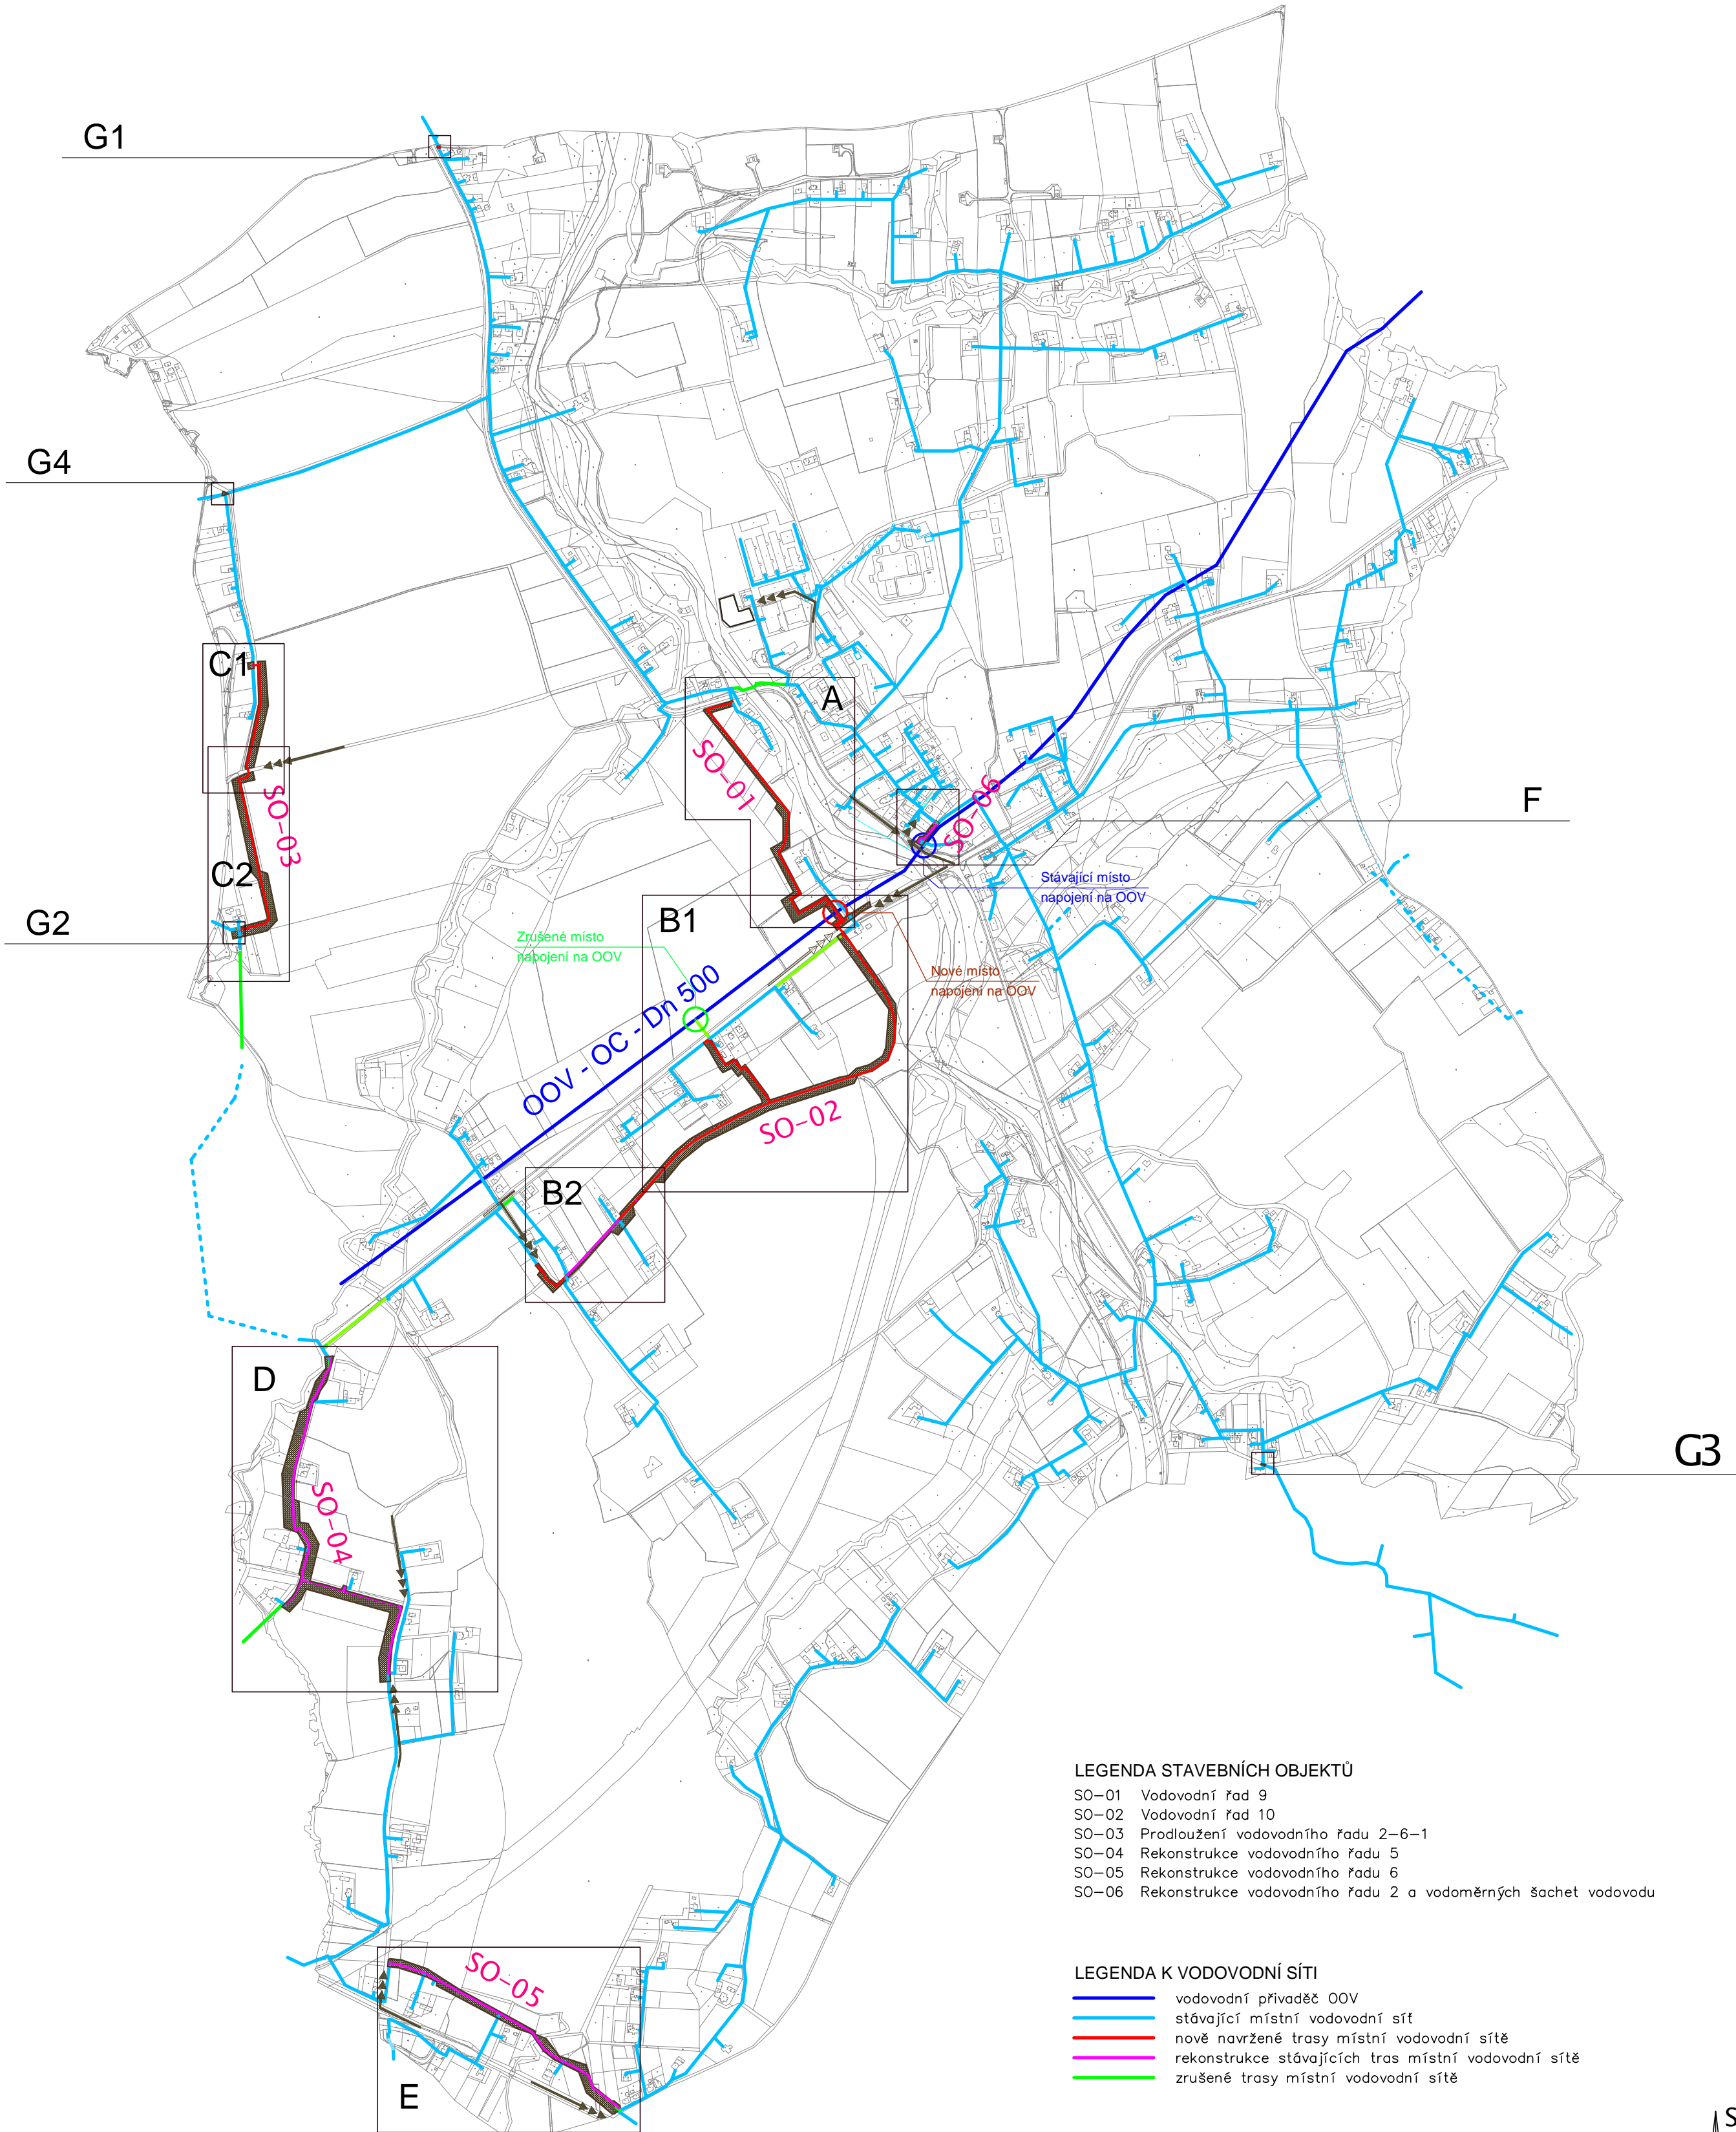 G1
G4
C1
A
SO-01
SO-06
F
SO-03
C2
Stávající místo
napojení na OOV
G2
B1
Zrušené místo
napojení na OOV
Nové místo
napojení na OOV
OOV - OC - Dn 500
SO-02
B2
D
G3
SO-04
LEGENDA STAVEBNÍCH OBJEKTŮ
SO-01 Vodovodní řad 9
SO-02 Vodovodní řad 10
SO-03 Prodloužení vodovodního řadu 2-6-1
SO-04 Rekonstrukce vodovodního řadu 5
SO-05 Rekonstrukce vodovodního řadu 6
SO-06 Rekonstrukce vodovodního řadu 2 a vodoměrných šachet vodovodu
SO-05
LEGENDA K VODOVODNÍ SÍTI
vodovodní přivaděč OOV
stávající místní vodovodní síť
nově navržené trasy místní vodovodní sítě
rekonstrukce stávajících tras místní vodovodní sítě
zrušené trasy místní vodovodní sítě
E
S